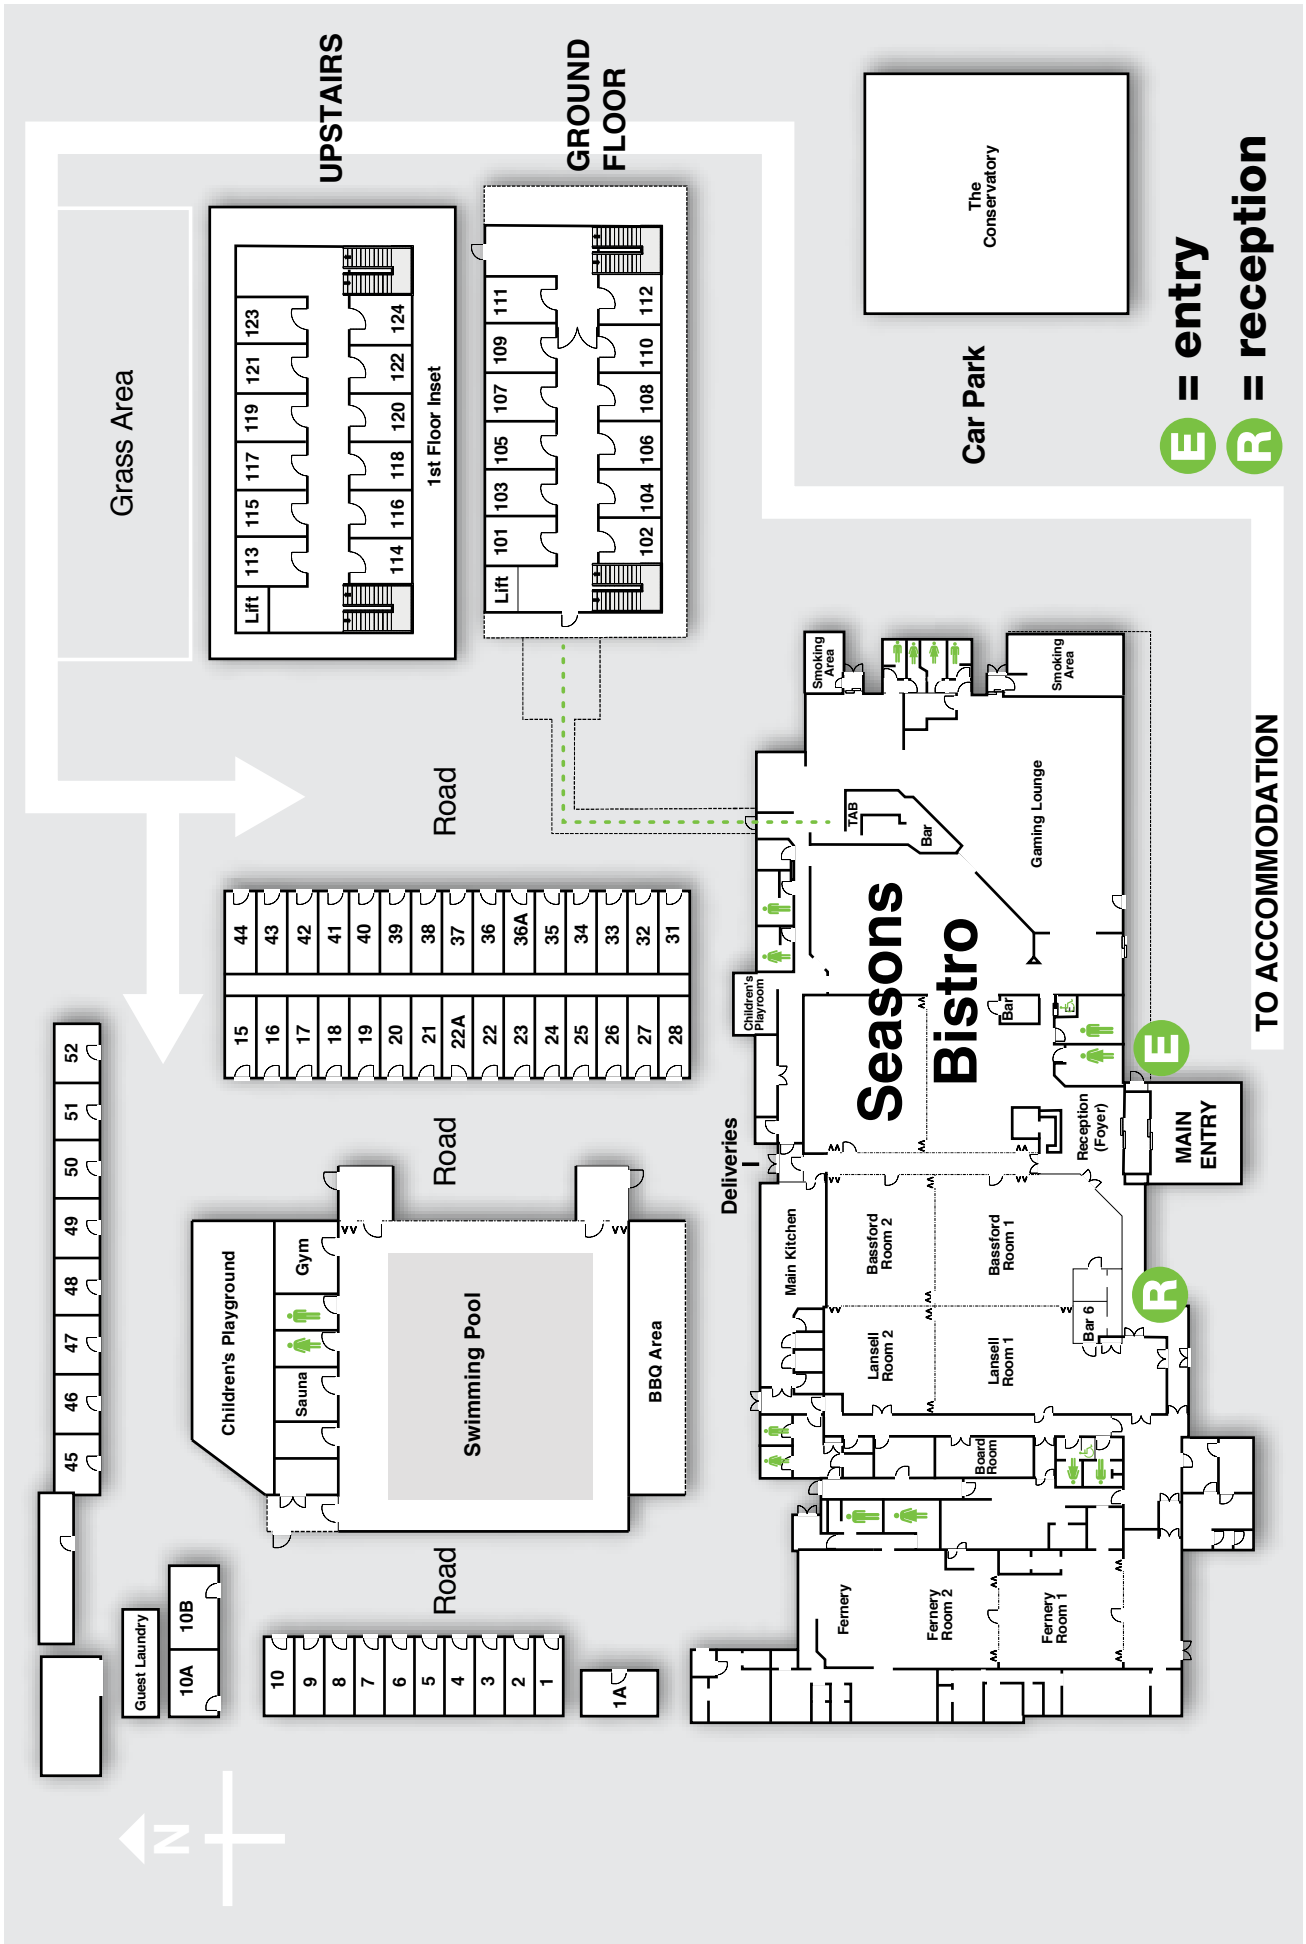 45
46
47
48
49
50
51
52
Guest Laundry
10A
10B
Grass Area
N
Children's Playground
Sauna
Gym
Swimming Pool
BBQ Area
10
9
8
7
6
5
4
3
2
1
1A
Road
Road
Road
15
16
17
18
19
20
21
22A
22
23
24
25
26
27
28
44
43
42
41
40
39
38
37
36
36A
35
34
33
32
31
UPSTAIRS
Lift
113
115
117
119
121
123
114
116
118
120
122
124
1st Floor Inset
GROUND
FLOOR
Lift
101
103
105
107
109
111
102
104
106
108
110
112
Deliveries
Main Kitchen
Children's
Playroom
Smoking
Area
TAB
Bar
Fernery
Fernery
Room 2
Fernery
Room 1
Board
Room
Lansell
Room 2
Lansell
Room 1
Bassford
Room 2
Bassford
Room 1
Bar 6
Seasons
Bistro
Bar
Gaming Lounge
Smoking
Area
Reception
(Foyer)
R
E
MAIN
ENTRY
Car Park
The
Conservatory
E = entry
R = reception
TO ACCOMMODATION